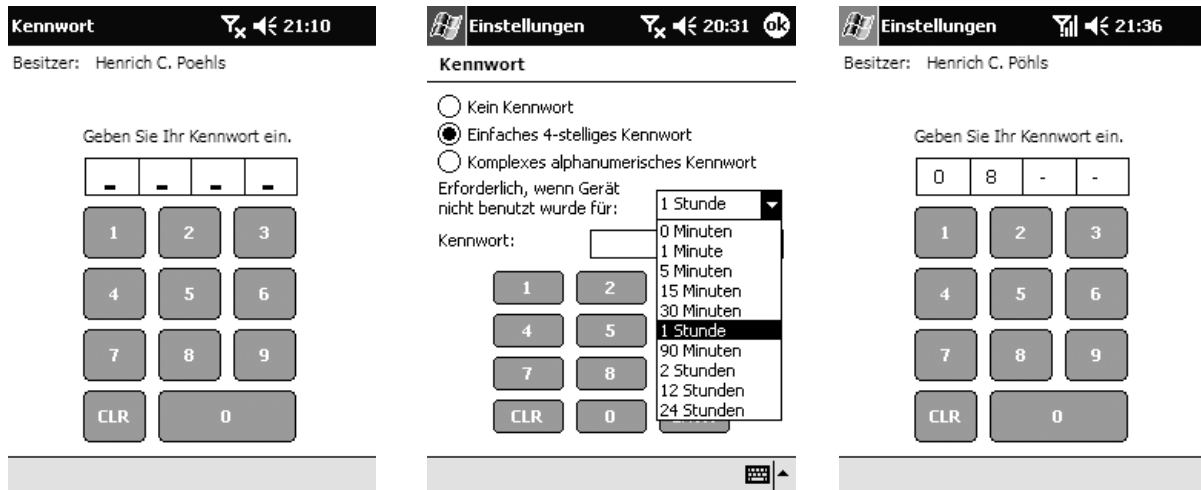 Kennwort 21:10
Besitzer: Henrich C. Poehls
Geben Sie Ihr Kennwort ein.
_ _ _ _
1 2 3
4 5 6
7 8 9
CLR 0
Einstellungen 20:31 ok
Kennwort
Kein Kennwort
Einfaches 4-stelliges Kennwort
Komplexes alphanumerisches Kennwort
Erforderlich, wenn Gerät
nicht benutzt wurde für:
1 Stunde
0 Minuten
1 Minute
5 Minuten
15 Minuten
30 Minuten
1 Stunde
90 Minuten
2 Stunden
12 Stunden
24 Stunden
Kennwort:
1 2
4 5
7 8
CLR 0
Einstellungen 21:36
Besitzer: Henrich C. Pöhls
Geben Sie Ihr Kennwort ein.
0 8 - -
1 2 3
4 5 6
7 8 9
CLR 0